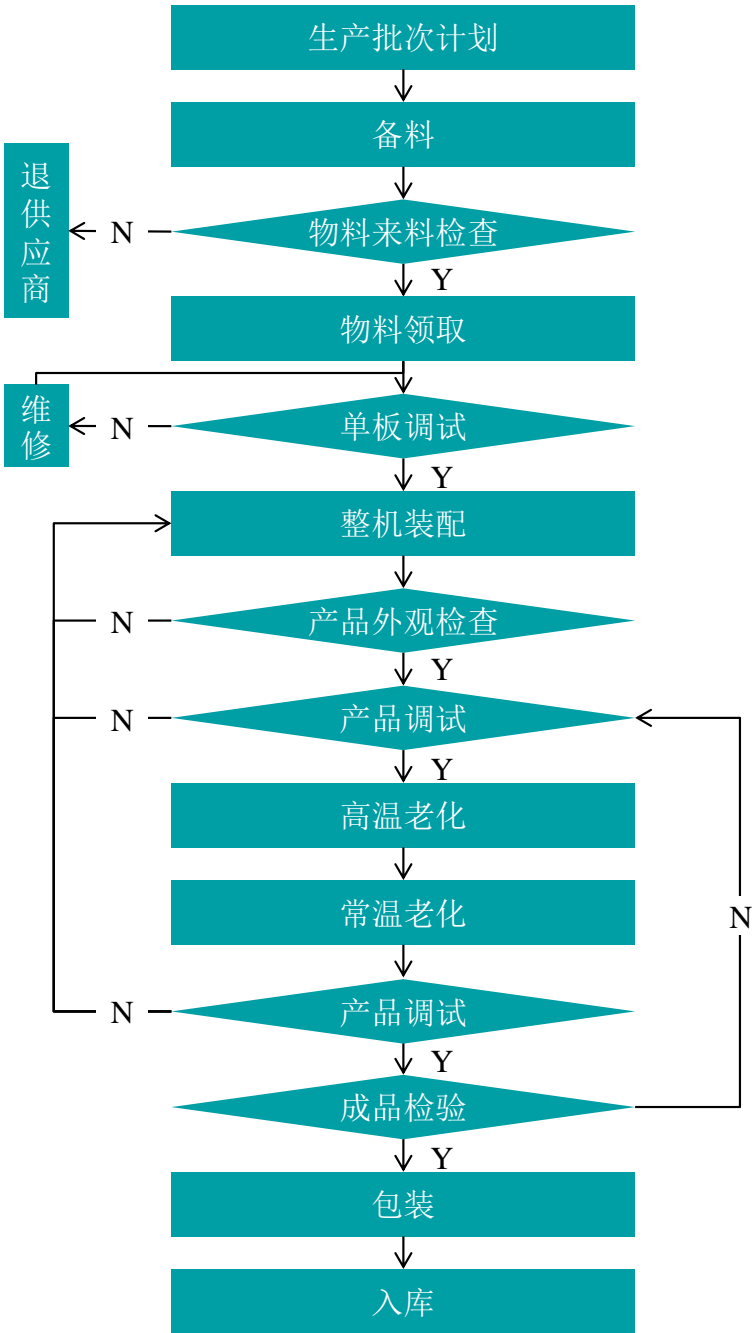 生产批次计划
备料
退供应商
N
物料来料检查
Y
物料领取
维修
N
单板调试
Y
整机装配
N
产品外观检查
Y
N
产品调试
Y
高温老化
常温老化
N
N
产品调试
Y
成品检验
Y
包装
入库